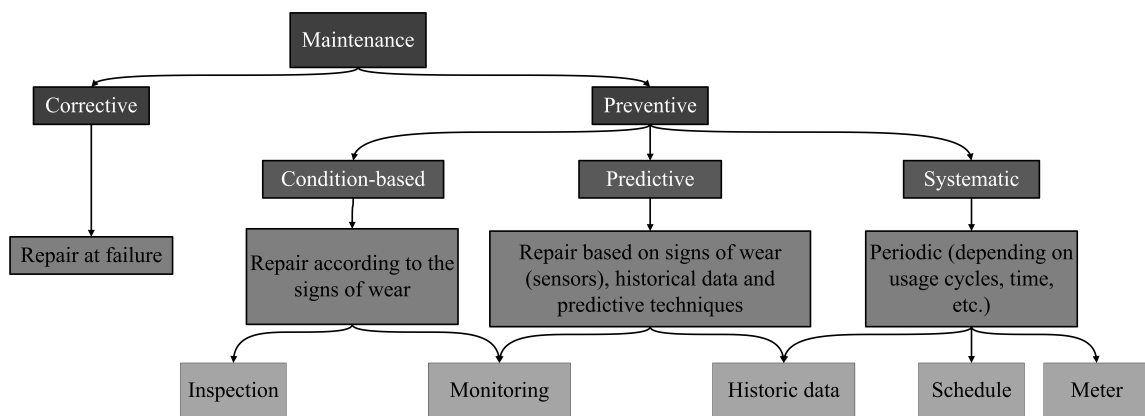 Maintenance
Corrective
Preventive
Condition-based
Predictive
Systematic
Repair at failure
Repair according to the
signs of wear
Repair based on signs of wear
(sensors), historical data and
predictive techniques
Periodic (depending on
usage cycles, time,
etc.)
Inspection
Monitoring
Historic data
Schedule
Meter